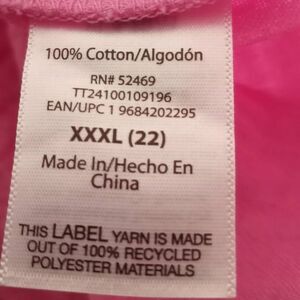 100% Cotton/Algodón
RN# 52469
TT24100109196
EAN/UPC 1 9684202295
XXXL (22)
Made In/Hecho En
China
THIS LABEL YARN IS MADE
OUT OF 100% RECYCLED
POLYESTER MATERIALS